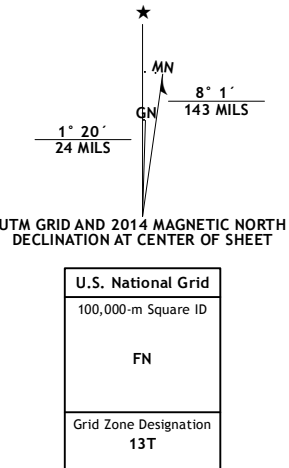 ★
MN
GN
8° 1´
143 MILS
1° 20´
24 MILS
UTM GRID AND 2014 MAGNETIC NORTH
DECLINATION AT CENTER OF SHEET
U.S. National Grid
100,000-m Square ID
FN
Grid Zone Designation
13T